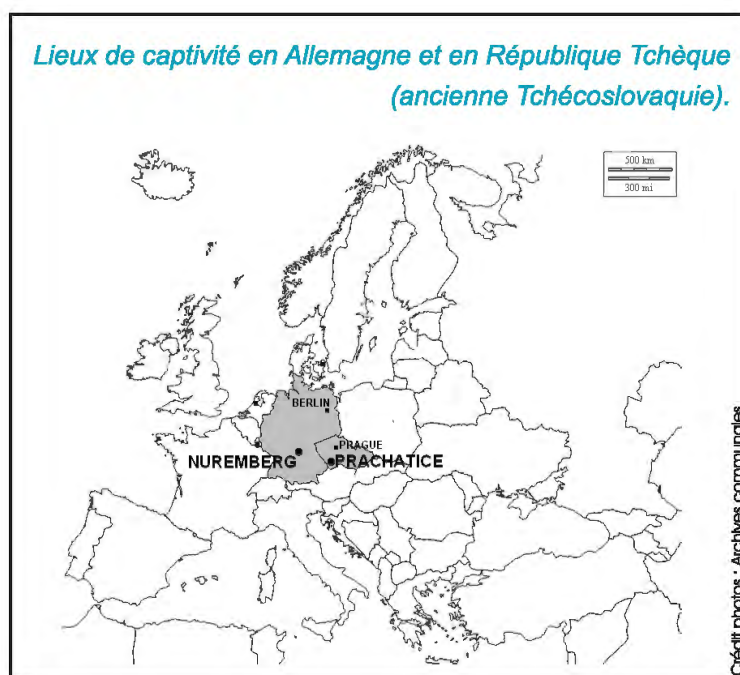 Lieux de captivité en Allemagne et en République Tchèque
(ancienne Tchécoslovaquie).
500 km
300 mi
BERLIN
PRAGUE
NUREMBERG
PRACHATICE
Crédit photos : Archives communales